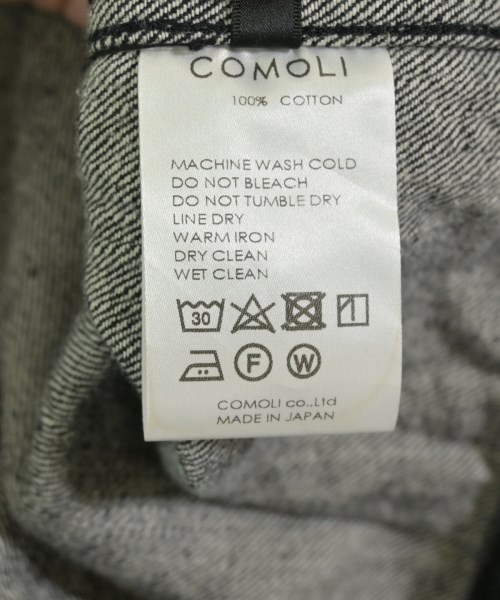 COMOLI
100% COTTON
MACHINE WASH COLD
DO NOT BLEACH
DO NOT TUMBLE DRY
LINE DRY
WARM IRON
DRY CLEAN
WET CLEAN
30
F W
COMOLI co.,Ltd
MADE IN JAPAN